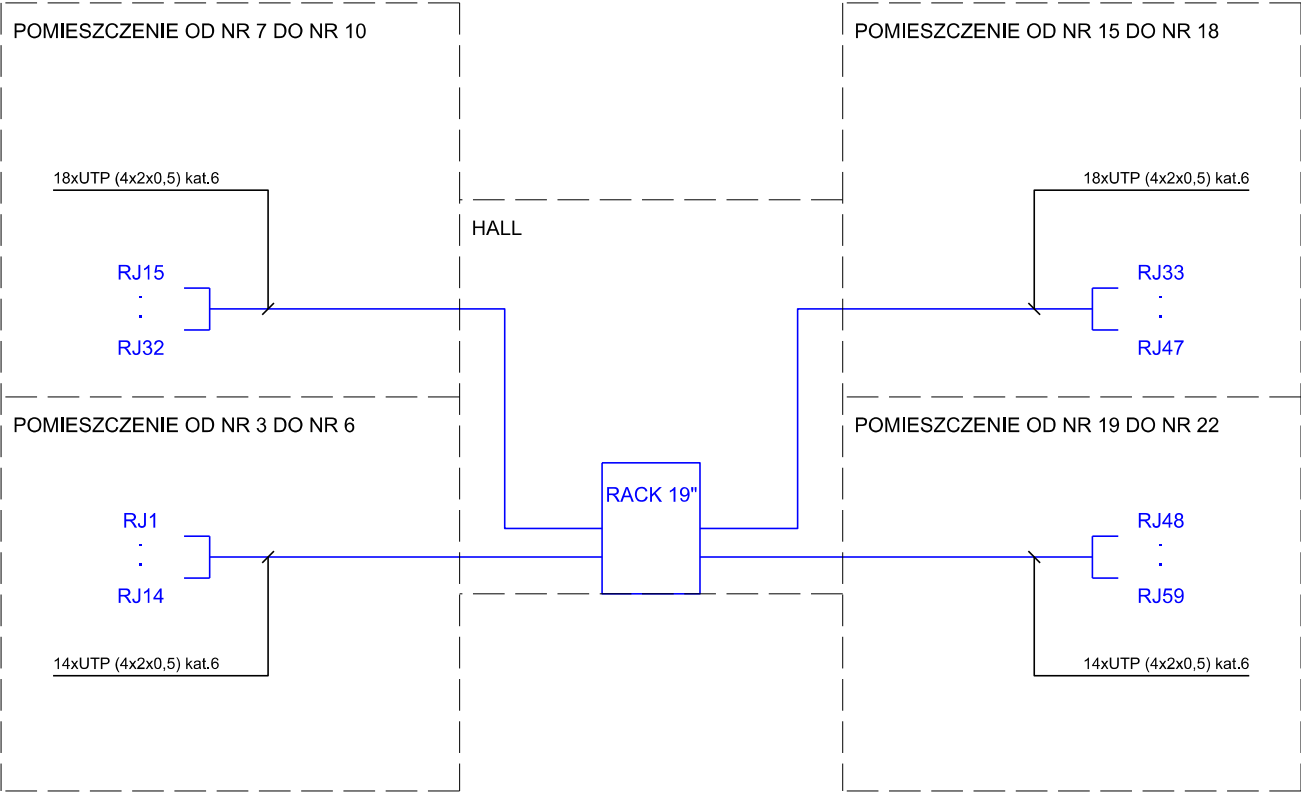 POMIESZCZENIE OD NR 7 DO NR 10
18xUTP (4x2x0,5) kat.6
RJ15
:
RJ32
POMIESZCZENIE OD NR 15 DO NR 18
18xUTP (4x2x0,5) kat.6
RJ33
:
RJ47
HALL
RACK 19"
POMIESZCZENIE OD NR 3 DO NR 6
RJ1
:
RJ14
14xUTP (4x2x0,5) kat.6
POMIESZCZENIE OD NR 19 DO NR 22
RJ48
:
RJ59
14xUTP (4x2x0,5) kat.6